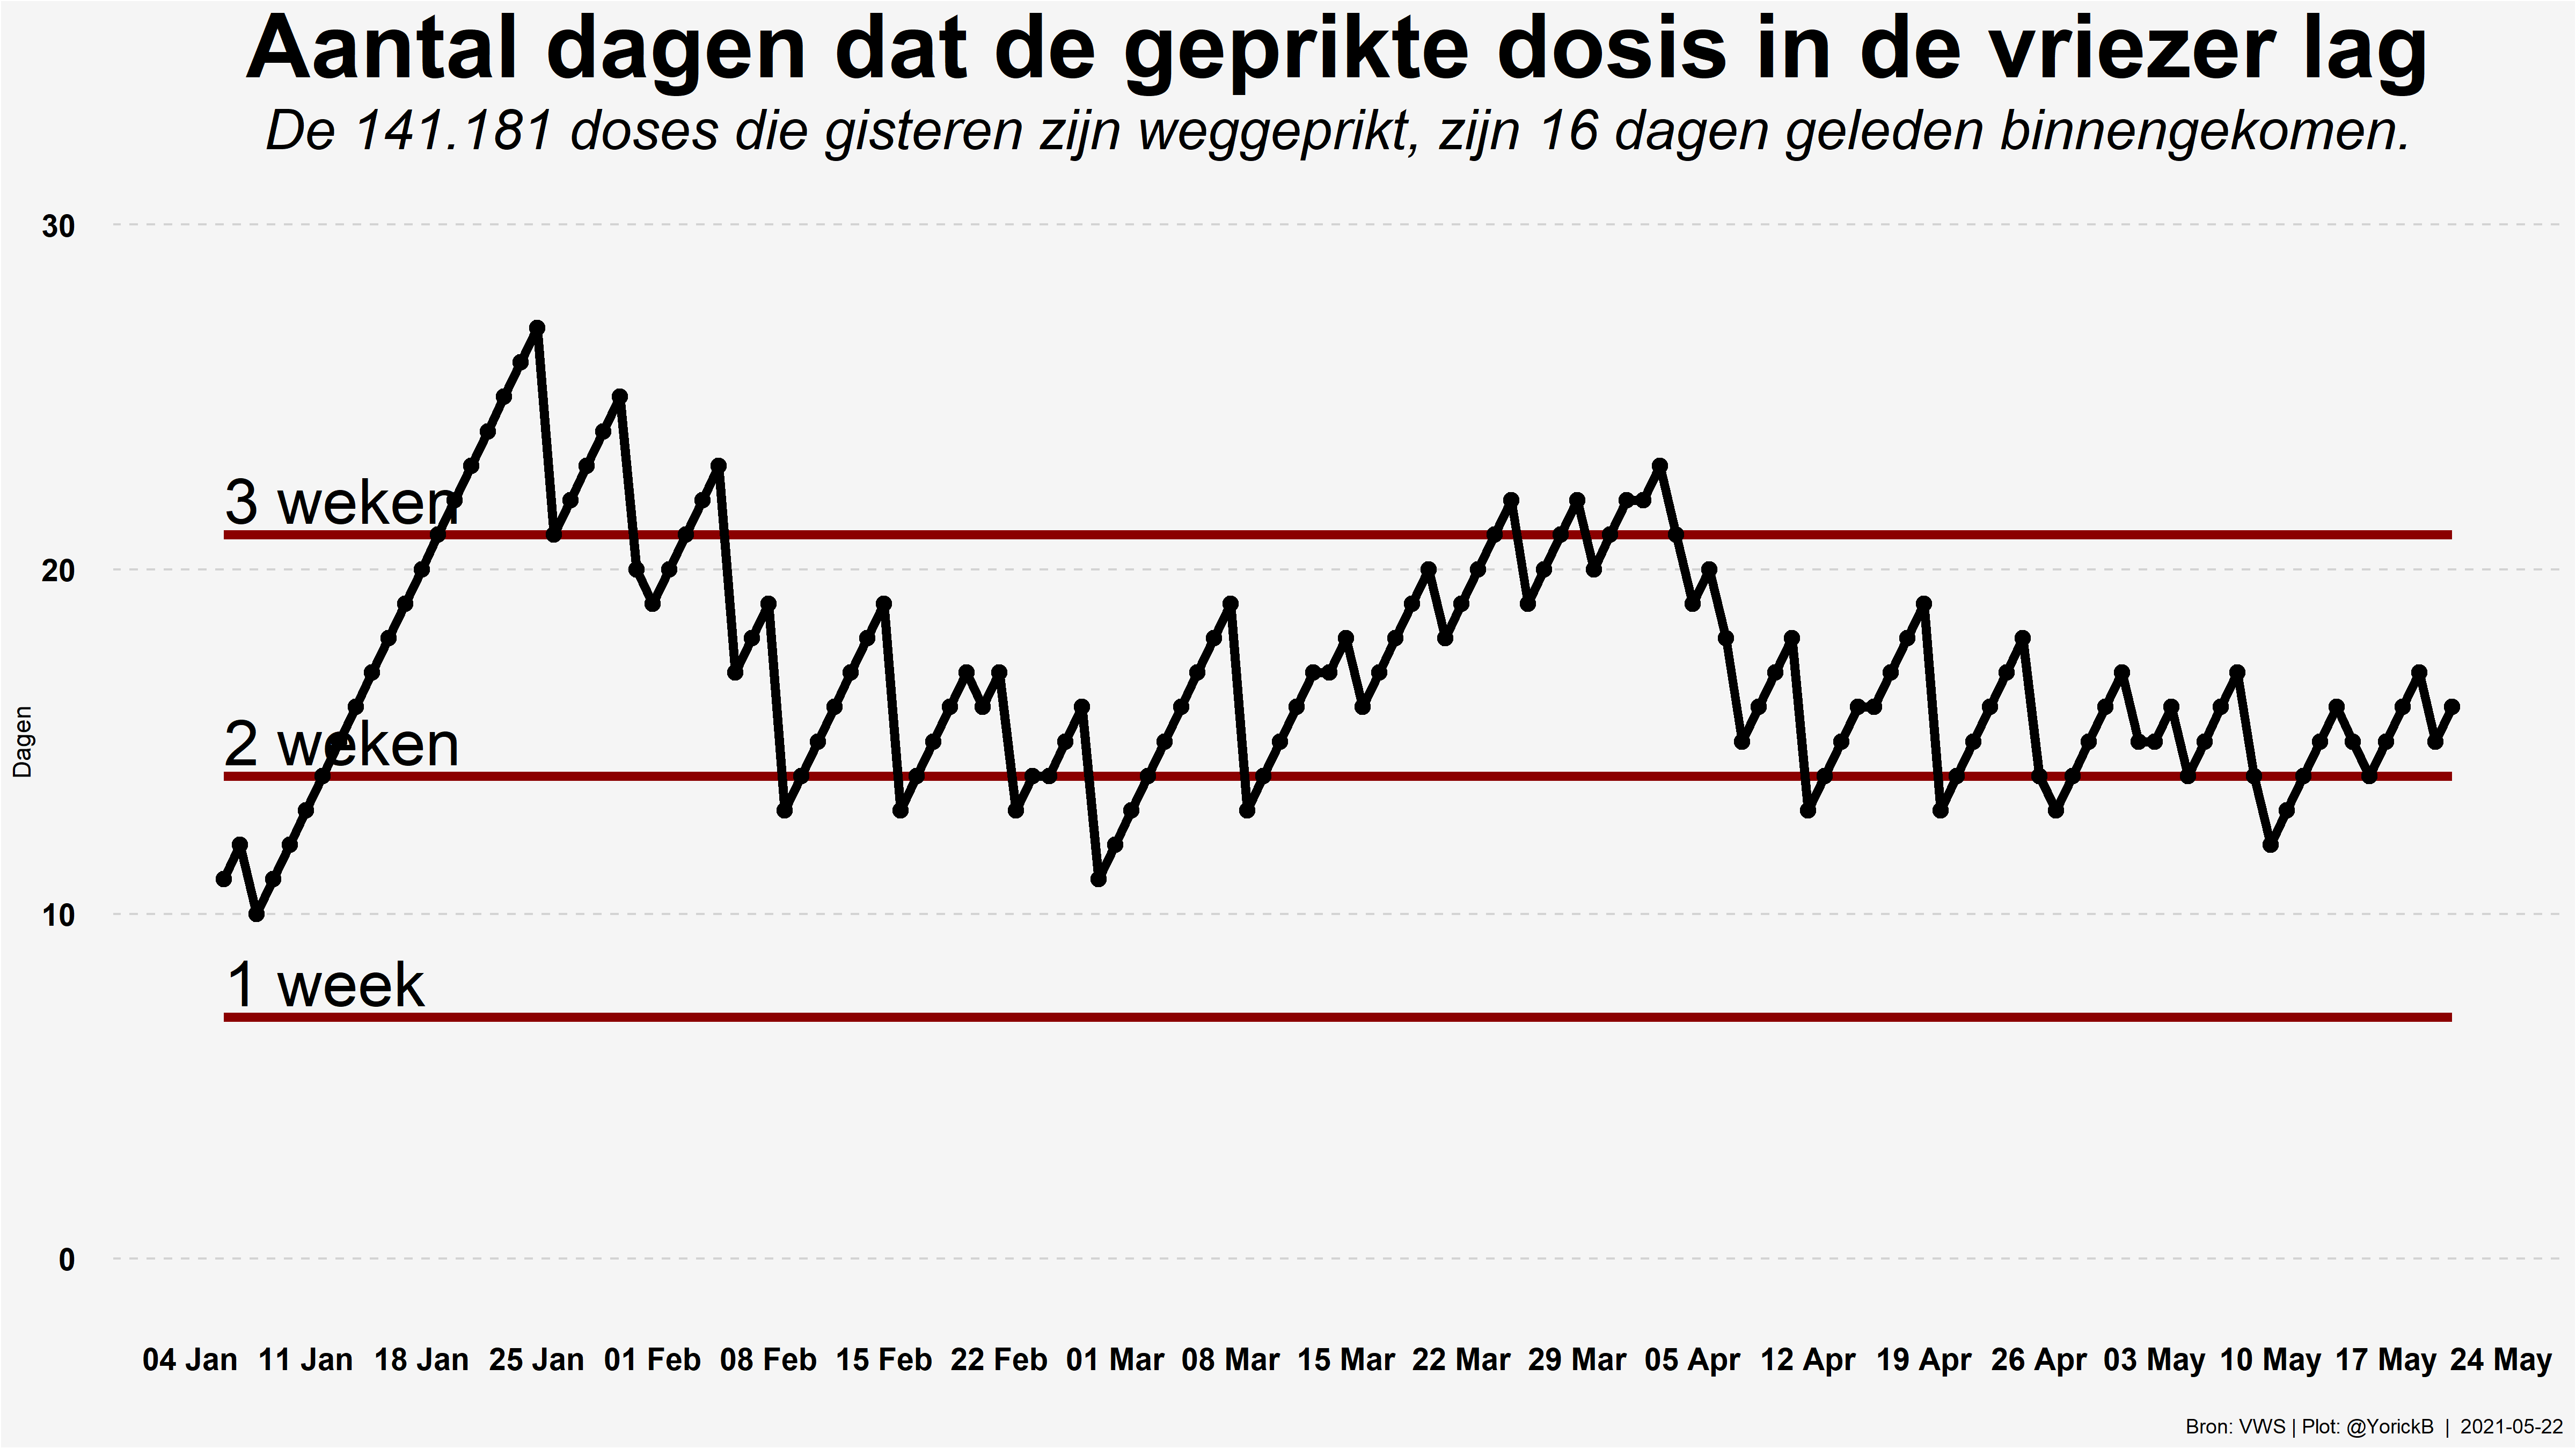 Aantal dagen dat de geprikte dosis in de vriezer lag
De 141.181 doses die gisteren zijn weggeprikt, zijn 16 dagen geleden binnengekomen.
30
3 weken
20
2 weken
Dagen
10
1 week
0
04 Jan 11 Jan 18 Jan 25 Jan 01 Feb 08 Feb 15 Feb 22 Feb 01 Mar 08 Mar 15 Mar 22 Mar 29 Mar 05 Apr 12 Apr 19 Apr 26 Apr 03 May 10 May 17 May 24 May
Bron: VWS | Plot: @YorickB | 2021-05-22